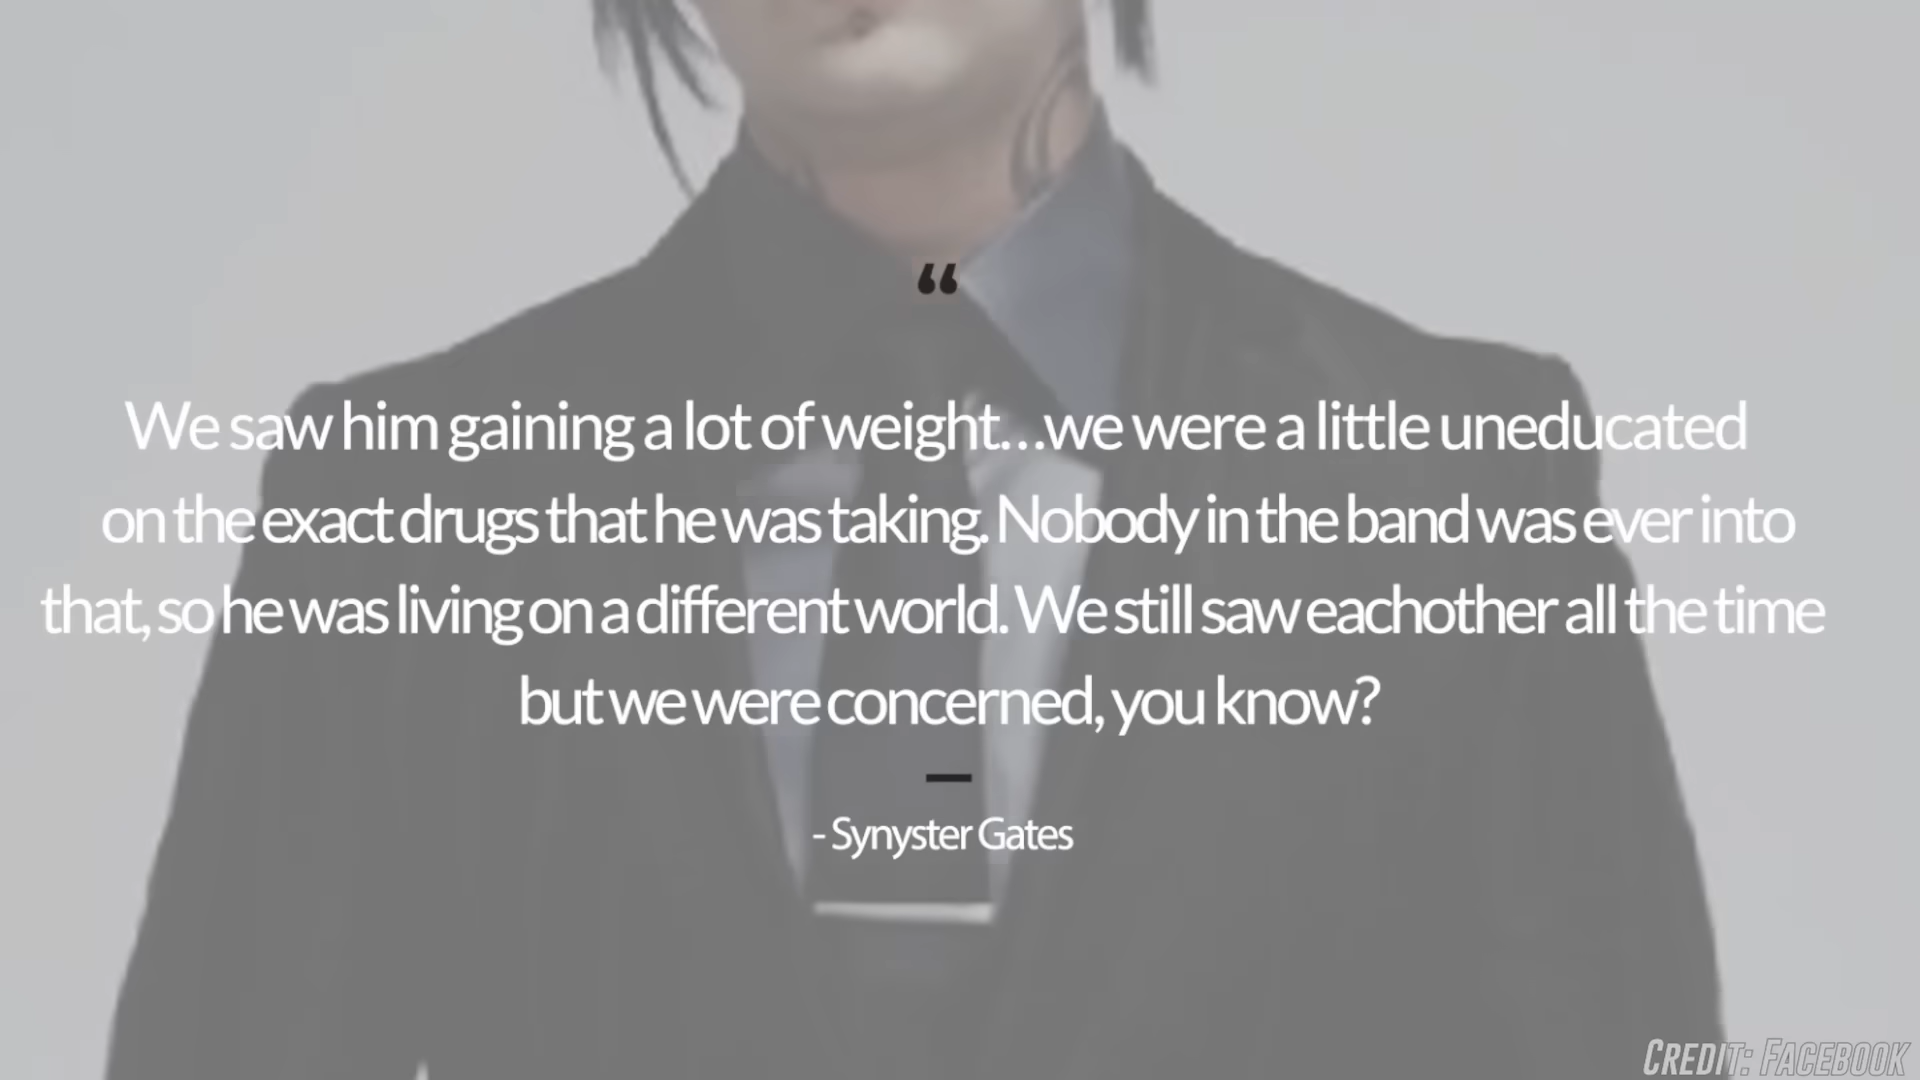 “
We saw him gaining a lot of weight...we were a little uneducated
on the exact drugs that he was taking. Nobody in the band was ever into
that, so he was living on a different world. We still saw eachother all the time
but we were concerned, you know?
- Synyster Gates
CREDIT: FACEBOOK